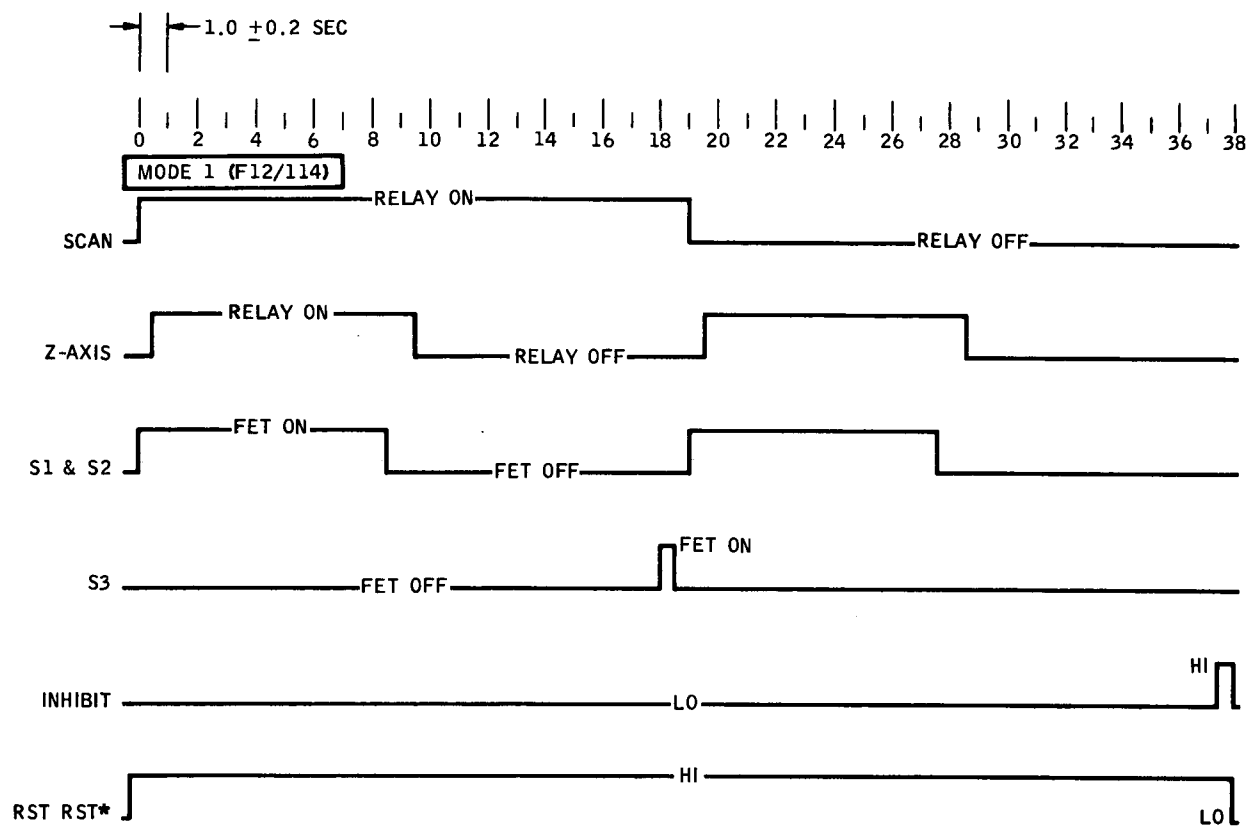 1.0 ±0.2 SEC
0 2 4 6 8 10 12 14 16 18 20 22 24 26 28 30 32 34 36 38
MODE 1 (F12/114)
SCAN RELAY ON RELAY OFF
Z-AXIS RELAY ON RELAY OFF
S1 & S2 FET ON FET OFF
S3 FET OFF FET ON
INHIBIT LO HI
RST RST* HI LO